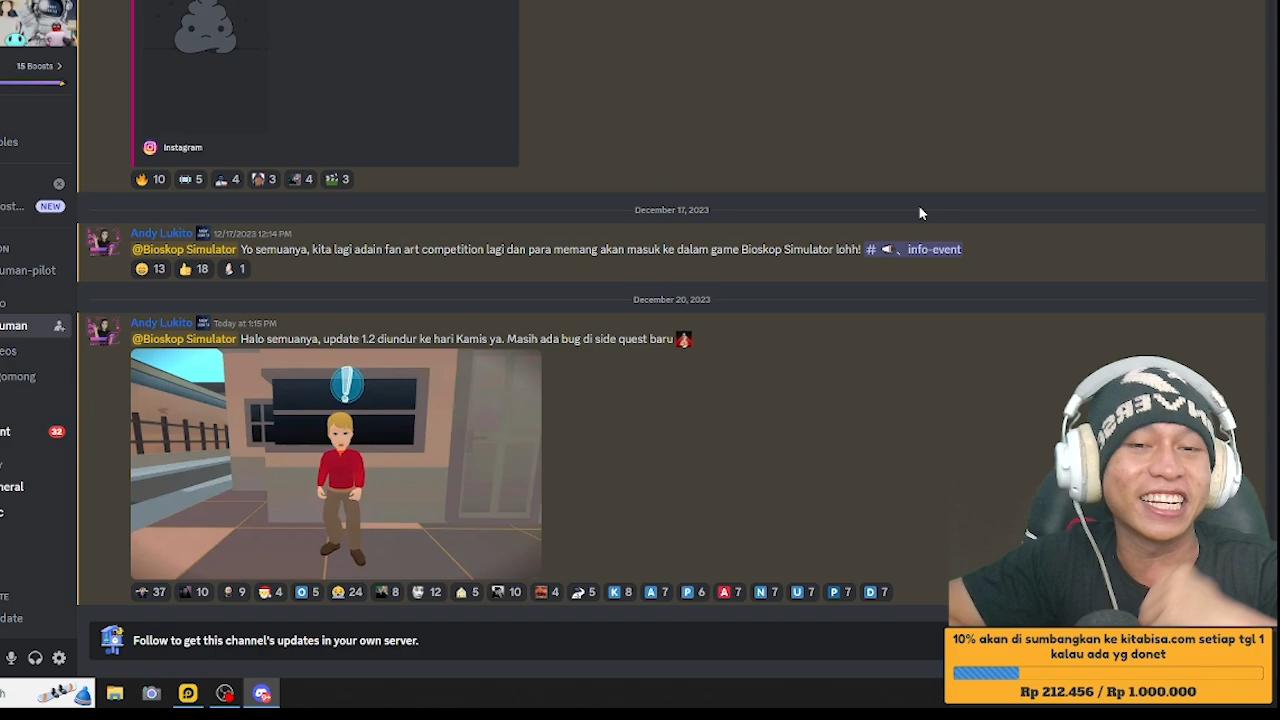 15 Boosts
Instagram
10 5 4 3 4 3
December 17, 2023
Andy Lukito 12/17/2023 12:14 PM
@Bioskop Simulator Yo semuanya, kita lagi adain fan art competition lagi dan para memang akan masuk ke dalam game Bioskop Simulator lohh! # 、 info-event
13 18 1
December 20, 2023
Andy Lukito Today at 1:15 PM
@Bioskop Simulator Halo semuanya, update 1.2 diundur ke hari Kamis ya. Masih ada bug di side quest baru
37 10 9 4 O 5 24 8 12 5 10 4 5 K 8 A 7 P 6 A 7 N 7 U 7 P 7 D 7
Follow to get this channel's updates in your own server.
bles
ost... NEW
ON
uman-pilot
o
uman
eos
gomong
nt 32
Y
eral
c
TE
date
h
10% akan di sumbangkan ke kitabisa.com setiap tgl 1
kalau ada yg donet
Rp 212.456 / Rp 1.000.000